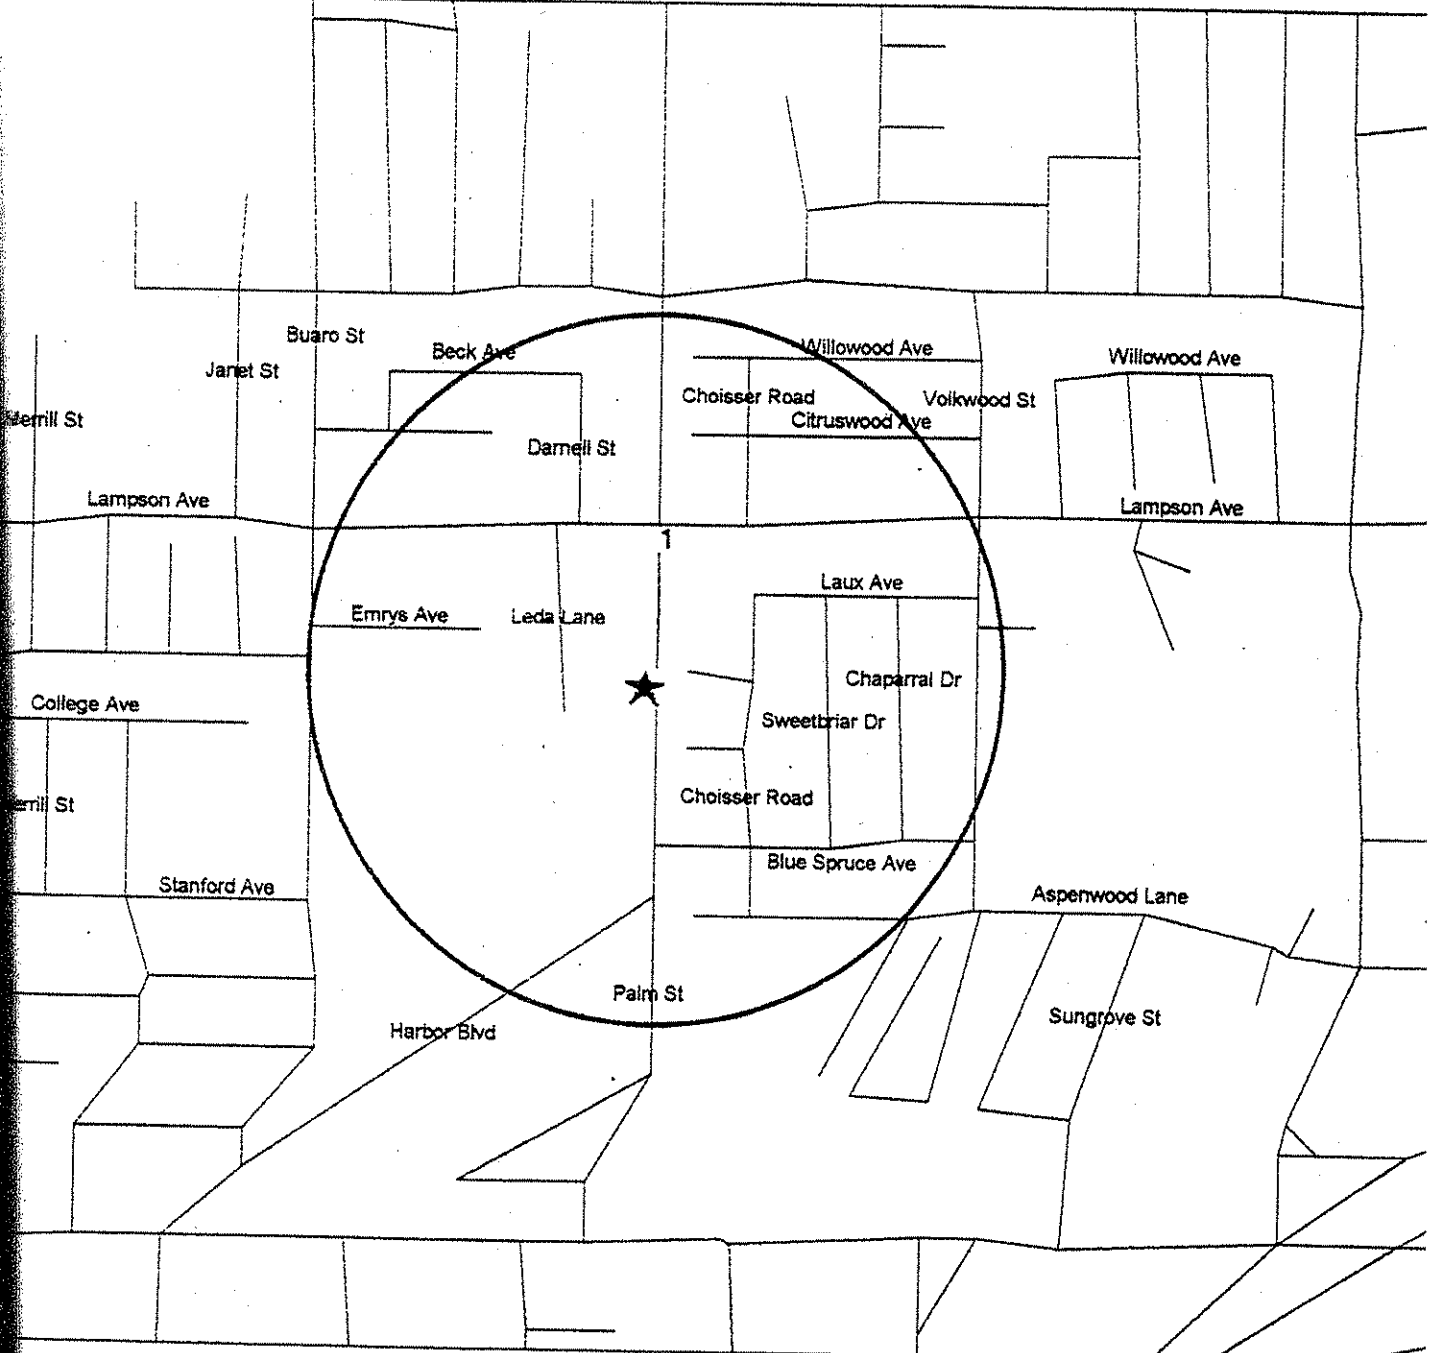 Buaro St
Beck Ave
Willowood Ave
Willowood Ave
Janet St
Choisser Road
Volkwood St
Merrill St
Citruswood Ave
Darnell St
Lampson Ave
Lampson Ave
1
Laux Ave
Emrys Ave
Leda Lane
Chaparral Dr
College Ave
Sweetbriar Dr
Choisser Road
errill St
Blue Spruce Ave
Stanford Ave
Aspenwood Lane
Palm St
Sungrove St
Harbor Blvd